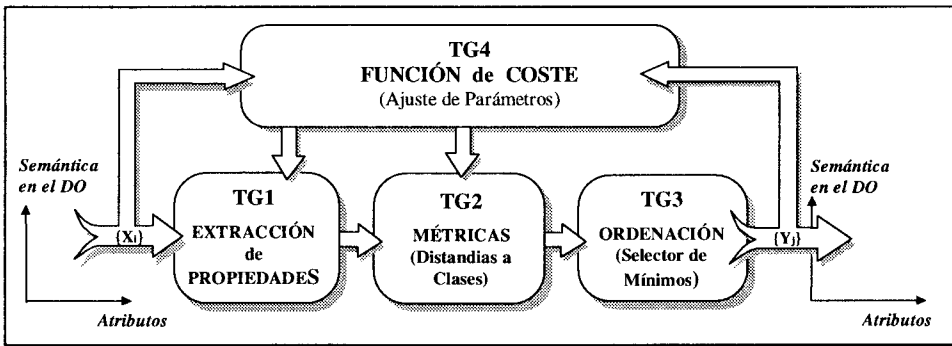 TG4
FUNCIÓN de COSTE
(Ajuste de Parámetros)
Semántica
en el DO
{Xi}
Atributos
TG1
EXTRACCIÓN
de
PROPIEDADES
TG2
MÉTRICAS
(Distandias a
Clases)
TG3
ORDENACIÓN
(Selector de
Mínimos)
{Yj}
Semántica
en el DO
Atributos